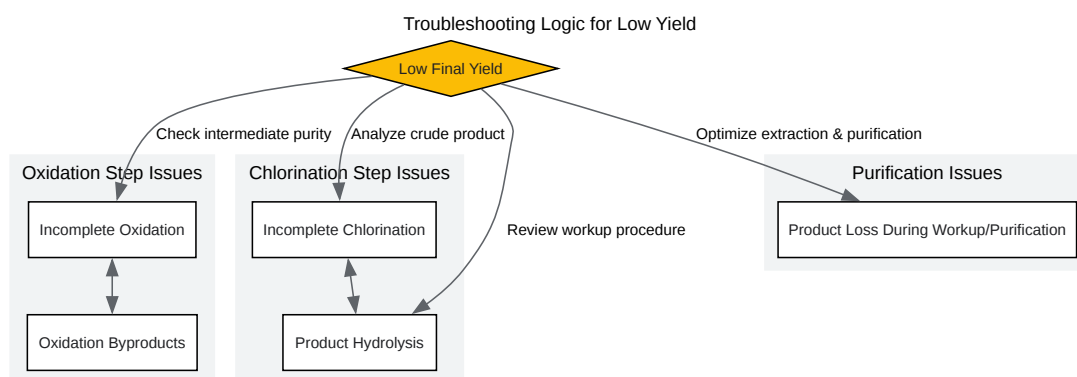 Troubleshooting Logic for Low Yield
Low Final Yield
Check intermediate purity
Analyze crude product
Optimize extraction & purification
Oxidation Step Issues
Chlorination Step Issues
Purification Issues
Incomplete Oxidation
Incomplete Chlorination
Review workup procedure
Product Loss During Workup/Purification
Oxidation Byproducts
Product Hydrolysis